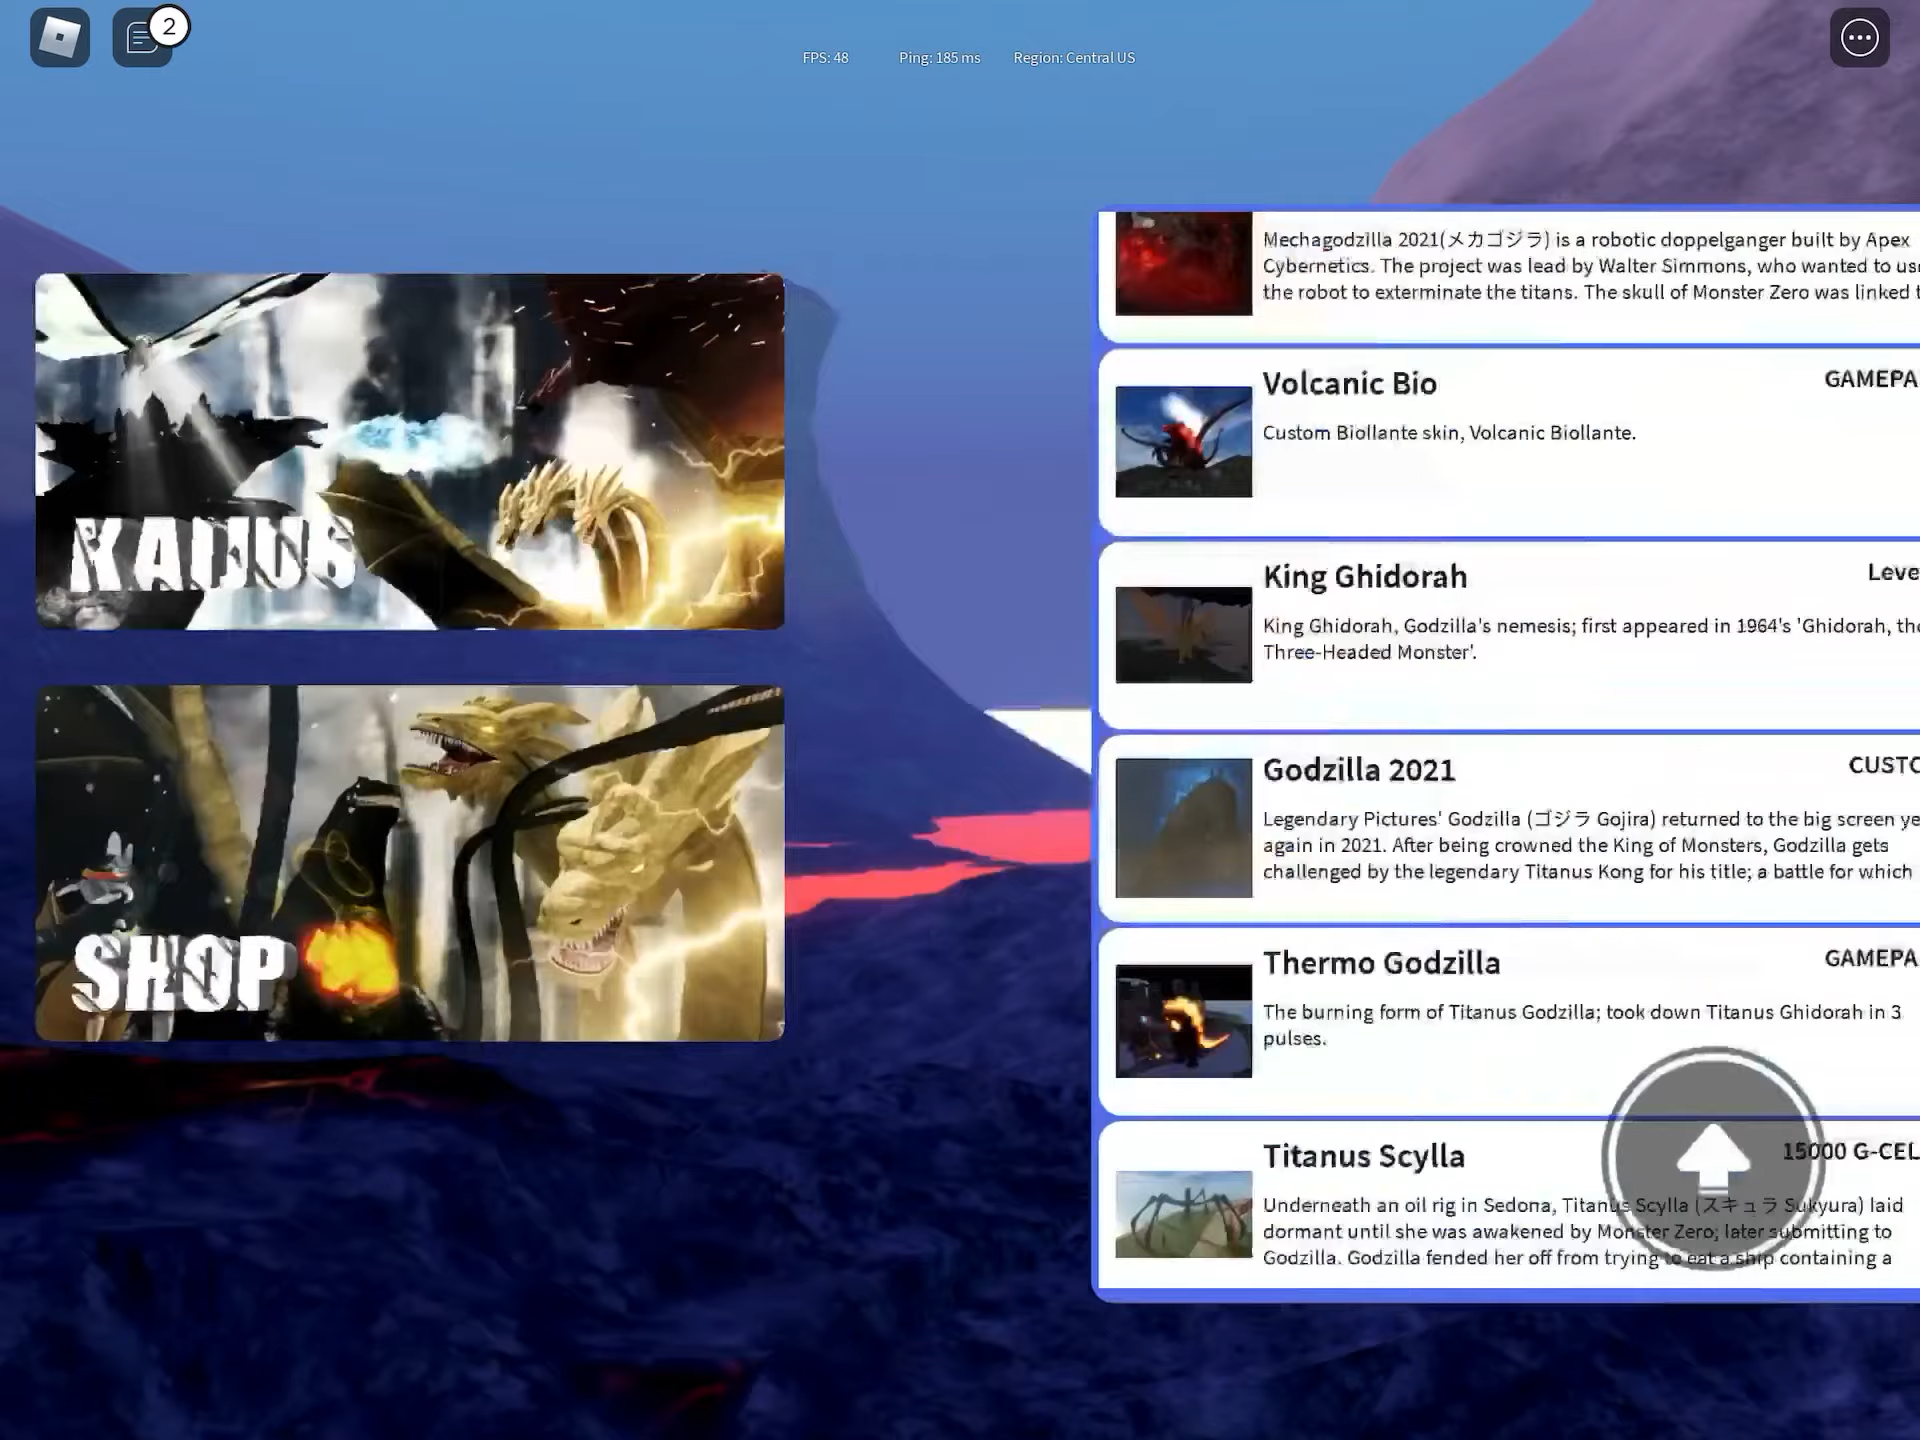 2
FPS: 48 Ping: 185 ms Region: Central US
Mechagodzilla 2021(メカゴジラ) is a robotic doppelganger built by Apex
Cybernetics. The project was lead by Walter Simmons, who wanted to us
the robot to exterminate the titans. The skull of Monster Zero was linked
KAIJUS
Volcanic Bio GAMEPA
Custom Biollante skin, Volcanic Biollante.
King Ghidorah Leve
King Ghidorah, Godzilla's nemesis; first appeared in 1964's 'Ghidorah, the
Three-Headed Monster'.
SHOP
Godzilla 2021 CUSTO
Legendary Pictures' Godzilla (ゴジラ Gojira) returned to the big screen ye
again in 2021. After being crowned the King of Monsters, Godzilla gets
challenged by the legendary Titanus Kong for his title; a battle for which
Thermo Godzilla GAMEPA
The burning form of Titanus Godzilla; took down Titanus Ghidorah in 3
pulses.
Titanus Scylla 15000 G-CEL
Underneath an oil rig in Sedona, Titanus Scylla (スキュラ Sukyura) laid
dormant until she was awakened by Monster Zero; later submitting to
Godzilla. Godzilla fended her off from trying to eat a ship containing a